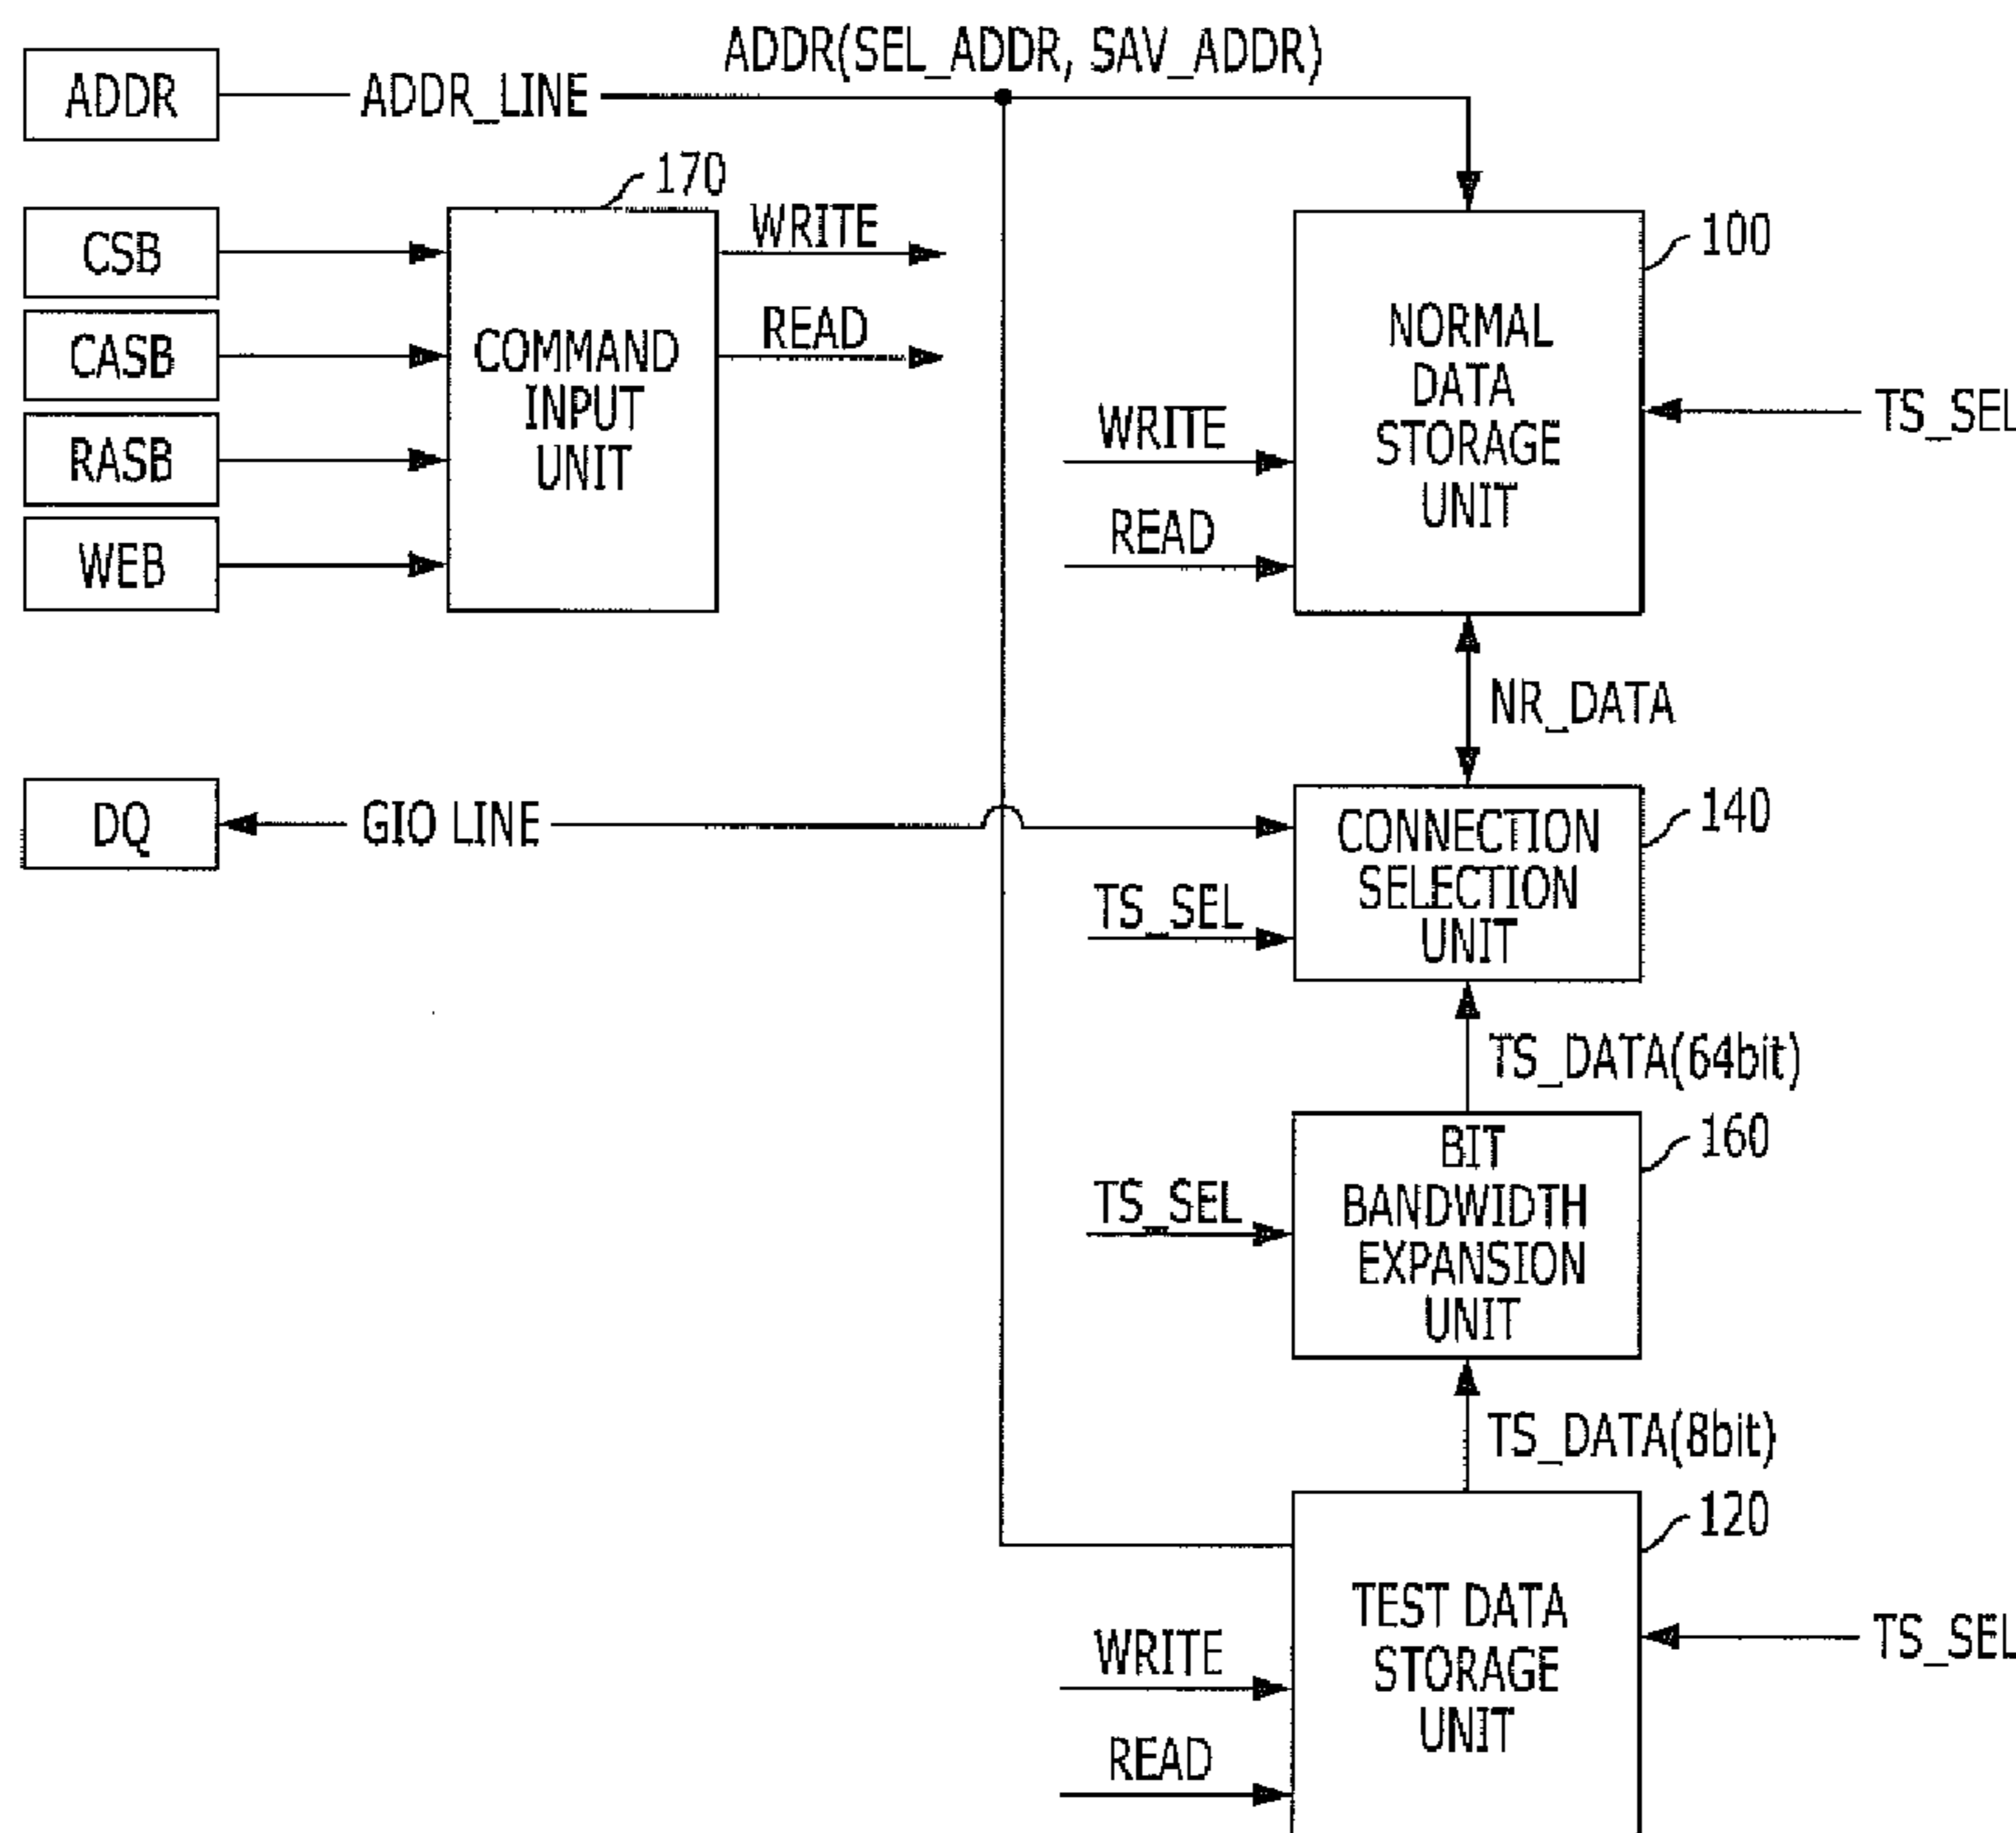 ADDR
ADDR_LINE
ADDR(SEL_ADDR, SAV_ADDR)
CSB
CASB
RASB
WEB
170
COMMAND
INPUT
UNIT
WRITE
READ
100
NORMAL
DATA
STORAGE
UNIT
WRITE
READ
TS_SEL
NR_DATA
DQ
GIO LINE
140
CONNECTION
SELECTION
UNIT
TS_SEL
TS_DATA(64bit)
160
BIT
BANDWIDTH
EXPANSION
UNIT
TS_SEL
TS_DATA(8bit)
120
TEST DATA
STORAGE
UNIT
WRITE
READ
TS_SEL